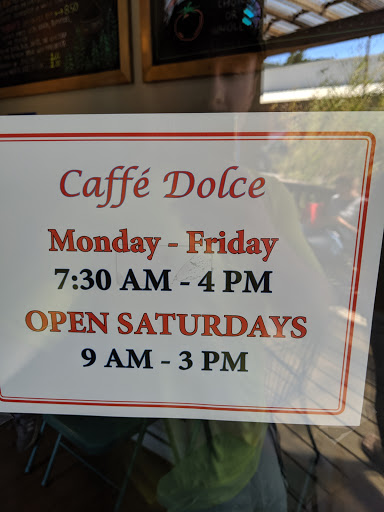 Caffé Dolce
Monday - Friday
7:30 AM - 4 PM
OPEN SATURDAYS
9 AM - 3 PM